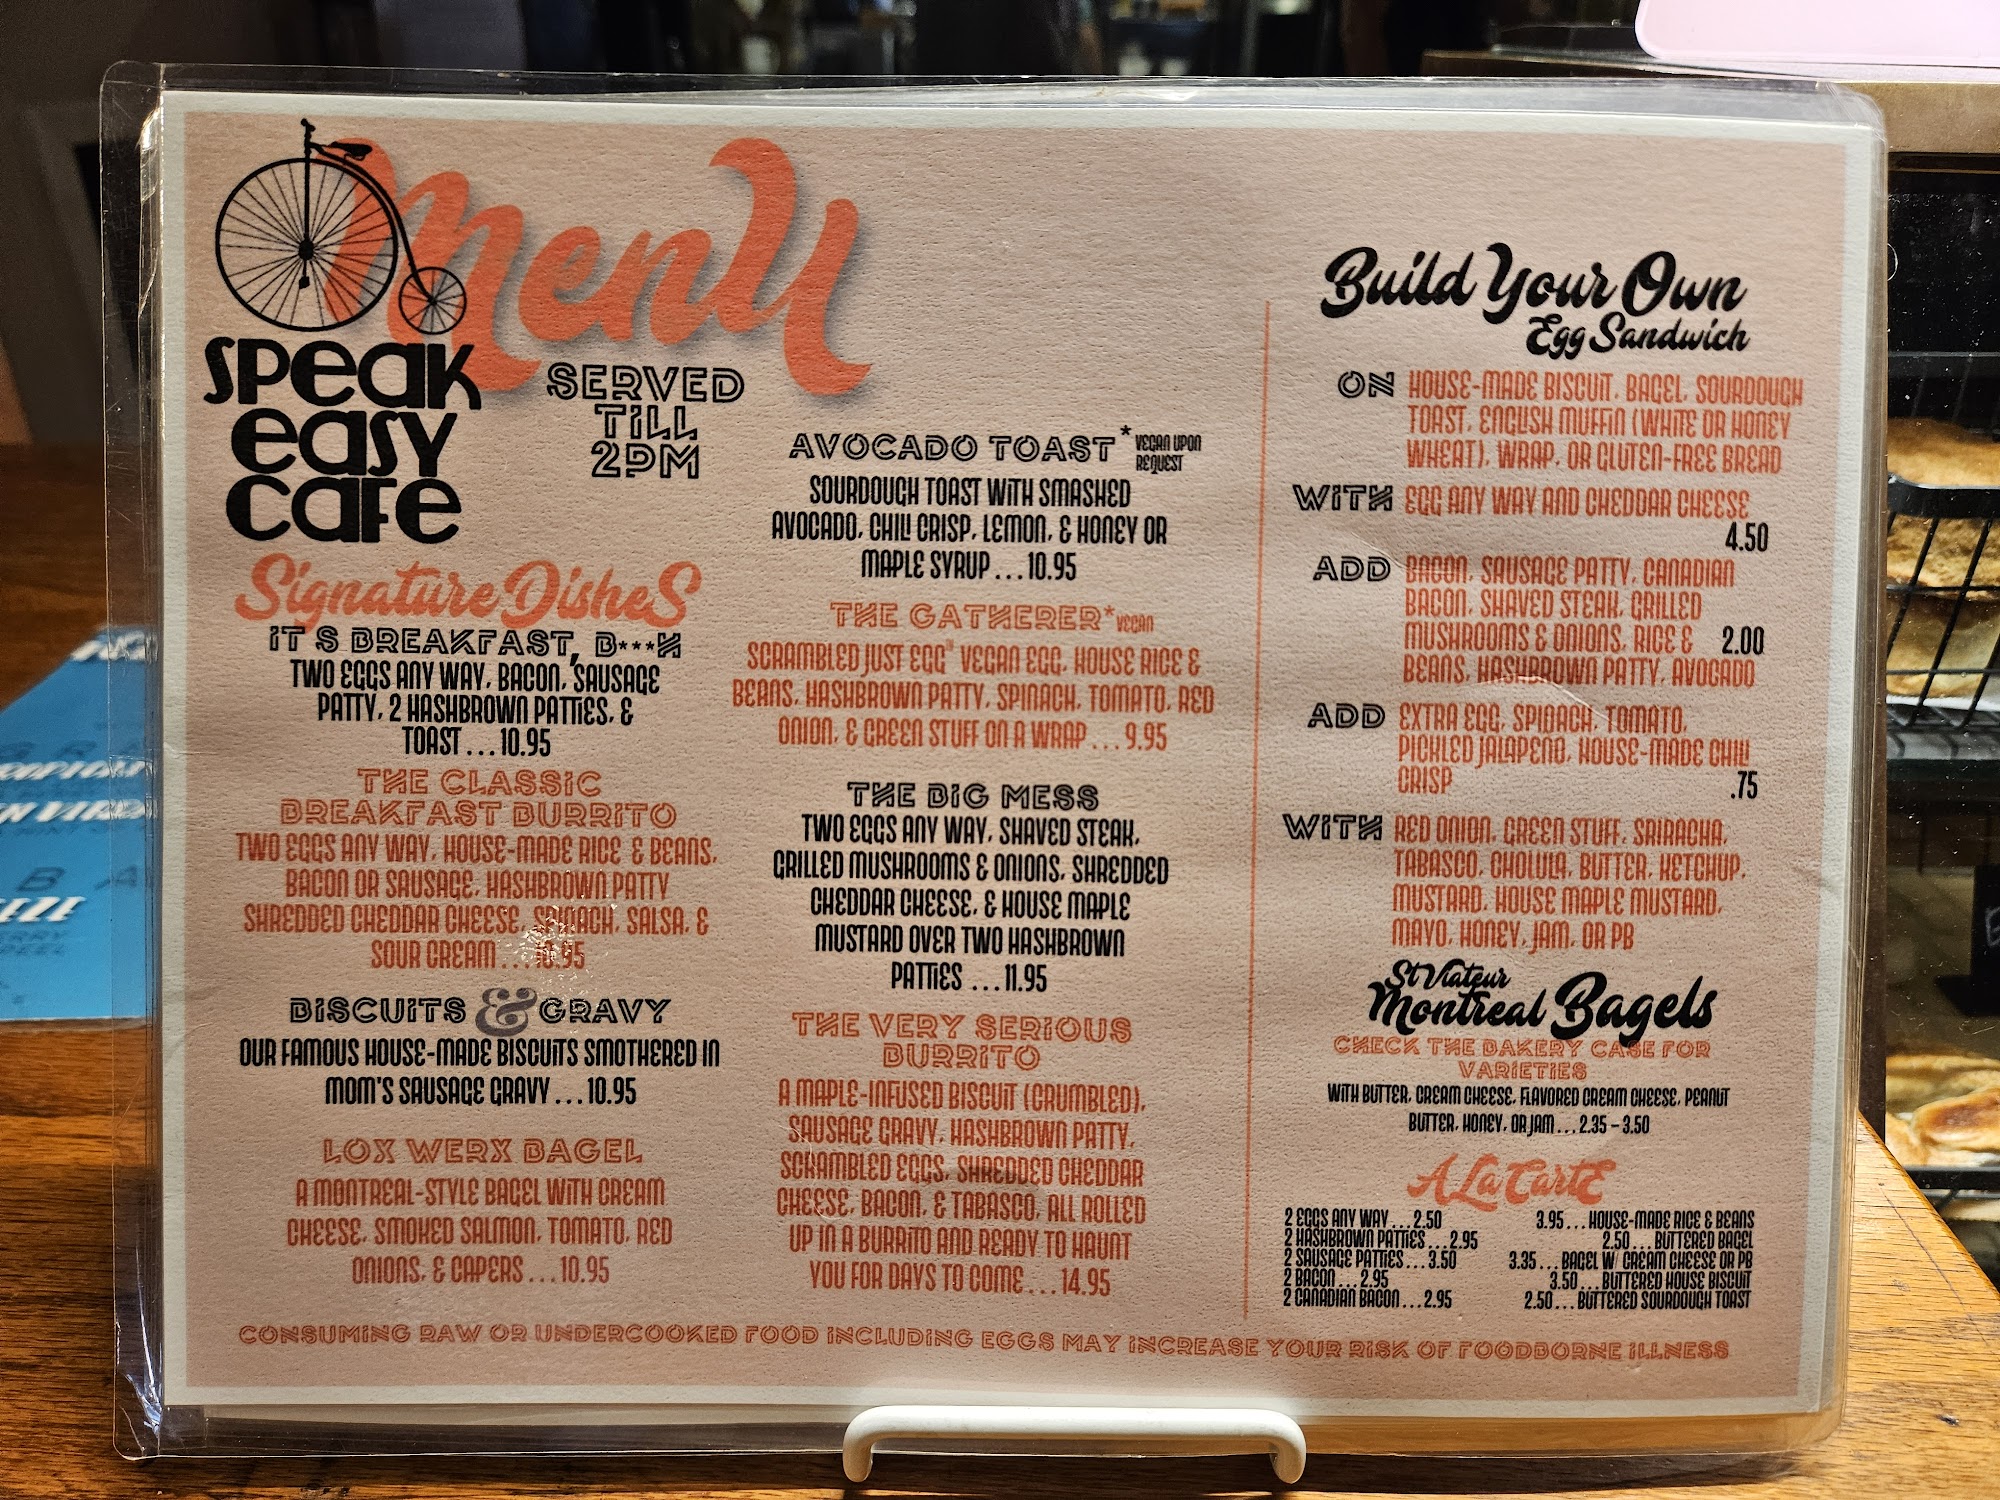 Menu
SPEAK
EASY
CAFE
SERVED
TILL
2PM
Signature Dishes
IT'S BREAKFAST, B***H
TWO EGGS ANY WAY, BACON, SAUSAGE
PATTY, 2 HASHBROWN PATTIES, &
TOAST ... 10.95
THE CLASSIC
BREAKFAST BURRITO
TWO EGGS ANY WAY, HOUSE-MADE RICE & BEANS,
BACON OR SAUSAGE, HASHBROWN PATTY
SHREDDED CHEDDAR CHEESE, SPINACH, SALSA, &
SOUR CREAM ... 10.95
BISCUITS & GRAVY
OUR FAMOUS HOUSE-MADE BISCUITS SMOTHERED IN
MOM'S SAUSAGE GRAVY ... 10.95
LOX WERX BAGEL
A MONTREAL-STYLE BAGEL WITH CREAM
CHEESE, SMOKED SALMON, TOMATO, RED
ONIONS, & CAPERS ... 10.95
AVOCADO TOAST* VEGAN UPON
REQUEST
SOURDOUGH TOAST WITH SMASHED
AVOCADO, CHILI CRISP, LEMON, & HONEY OR
MAPLE SYRUP ... 10.95
THE GATHERER* VEGAN
SCRAMBLED JUST EGG™ VEGAN EGG, HOUSE RICE &
BEANS, HASHBROWN PATTY, SPINACH, TOMATO, RED
ONION, & GREEN STUFF ON A WRAP ... 9.95
THE BIG MESS
TWO EGGS ANY WAY, SHAVED STEAK,
GRILLED MUSHROOMS & ONIONS, SHREDDED
CHEDDAR CHEESE, & HOUSE MAPLE
MUSTARD OVER TWO HASHBROWN
PATTIES ... 11.95
THE VERY SERIOUS
BURRITO
A MAPLE-INFUSED BISCUIT (CRUMBLED),
SAUSAGE GRAVY, HASHBROWN PATTY,
SCRAMBLED EGGS, SHREDDED CHEDDAR
CHEESE, BACON, & TABASCO, ALL ROLLED
UP IN A BURRITO AND READY TO HAUNT
YOU FOR DAYS TO COME ... 14.95
Build Your Own
Egg Sandwich
ON HOUSE-MADE BISCUIT, BAGEL, SOURDOUGH
TOAST, ENGLISH MUFFIN (WHITE OR HONEY
WHEAT), WRAP, OR GLUTEN-FREE BREAD
WITH EGG ANY WAY AND CHEDDAR CHEESE
4.50
ADD BACON, SAUSAGE PATTY, CANADIAN
BACON, SHAVED STEAK, GRILLED
MUSHROOMS & ONIONS, RICE & 2.00
BEANS, HASHBROWN PATTY, AVOCADO
ADD EXTRA EGG, SPINACH, TOMATO,
PICKLED JALAPENO, HOUSE-MADE CHILI
CRISP .75
WITH RED ONION, GREEN STUFF, SRIRACHA,
TABASCO, CHOLULA, BUTTER, KETCHUP,
MUSTARD, HOUSE MAPLE MUSTARD,
MAYO, HONEY, JAM, OR PB
St Viateur
Montreal Bagels
CHECK THE BAKERY CASE FOR
VARIETIES
WITH BUTTER, CREAM CHEESE, FLAVORED CREAM CHEESE, PEANUT
BUTTER, HONEY, OR JAM ... 2.35 – 3.50
A La Carte
2 EGGS ANY WAY ... 2.50
2 HASHBROWN PATTIES ... 2.95
2 SAUSAGE PATTIES ... 3.50
2 BACON ... 2.95
2 CANADIAN BACON ... 2.95
3.95 ... HOUSE-MADE RICE & BEANS
2.50 ... BUTTERED BAGEL
3.35 ... BAGEL W/ CREAM CHEESE OR PB
3.50 ... BUTTERED HOUSE BISCUIT
2.50 ... BUTTERED SOURDOUGH TOAST
CONSUMING RAW OR UNDERCOOKED FOOD INCLUDING EGGS MAY INCREASE YOUR RISK OF FOODBORNE ILLNESS